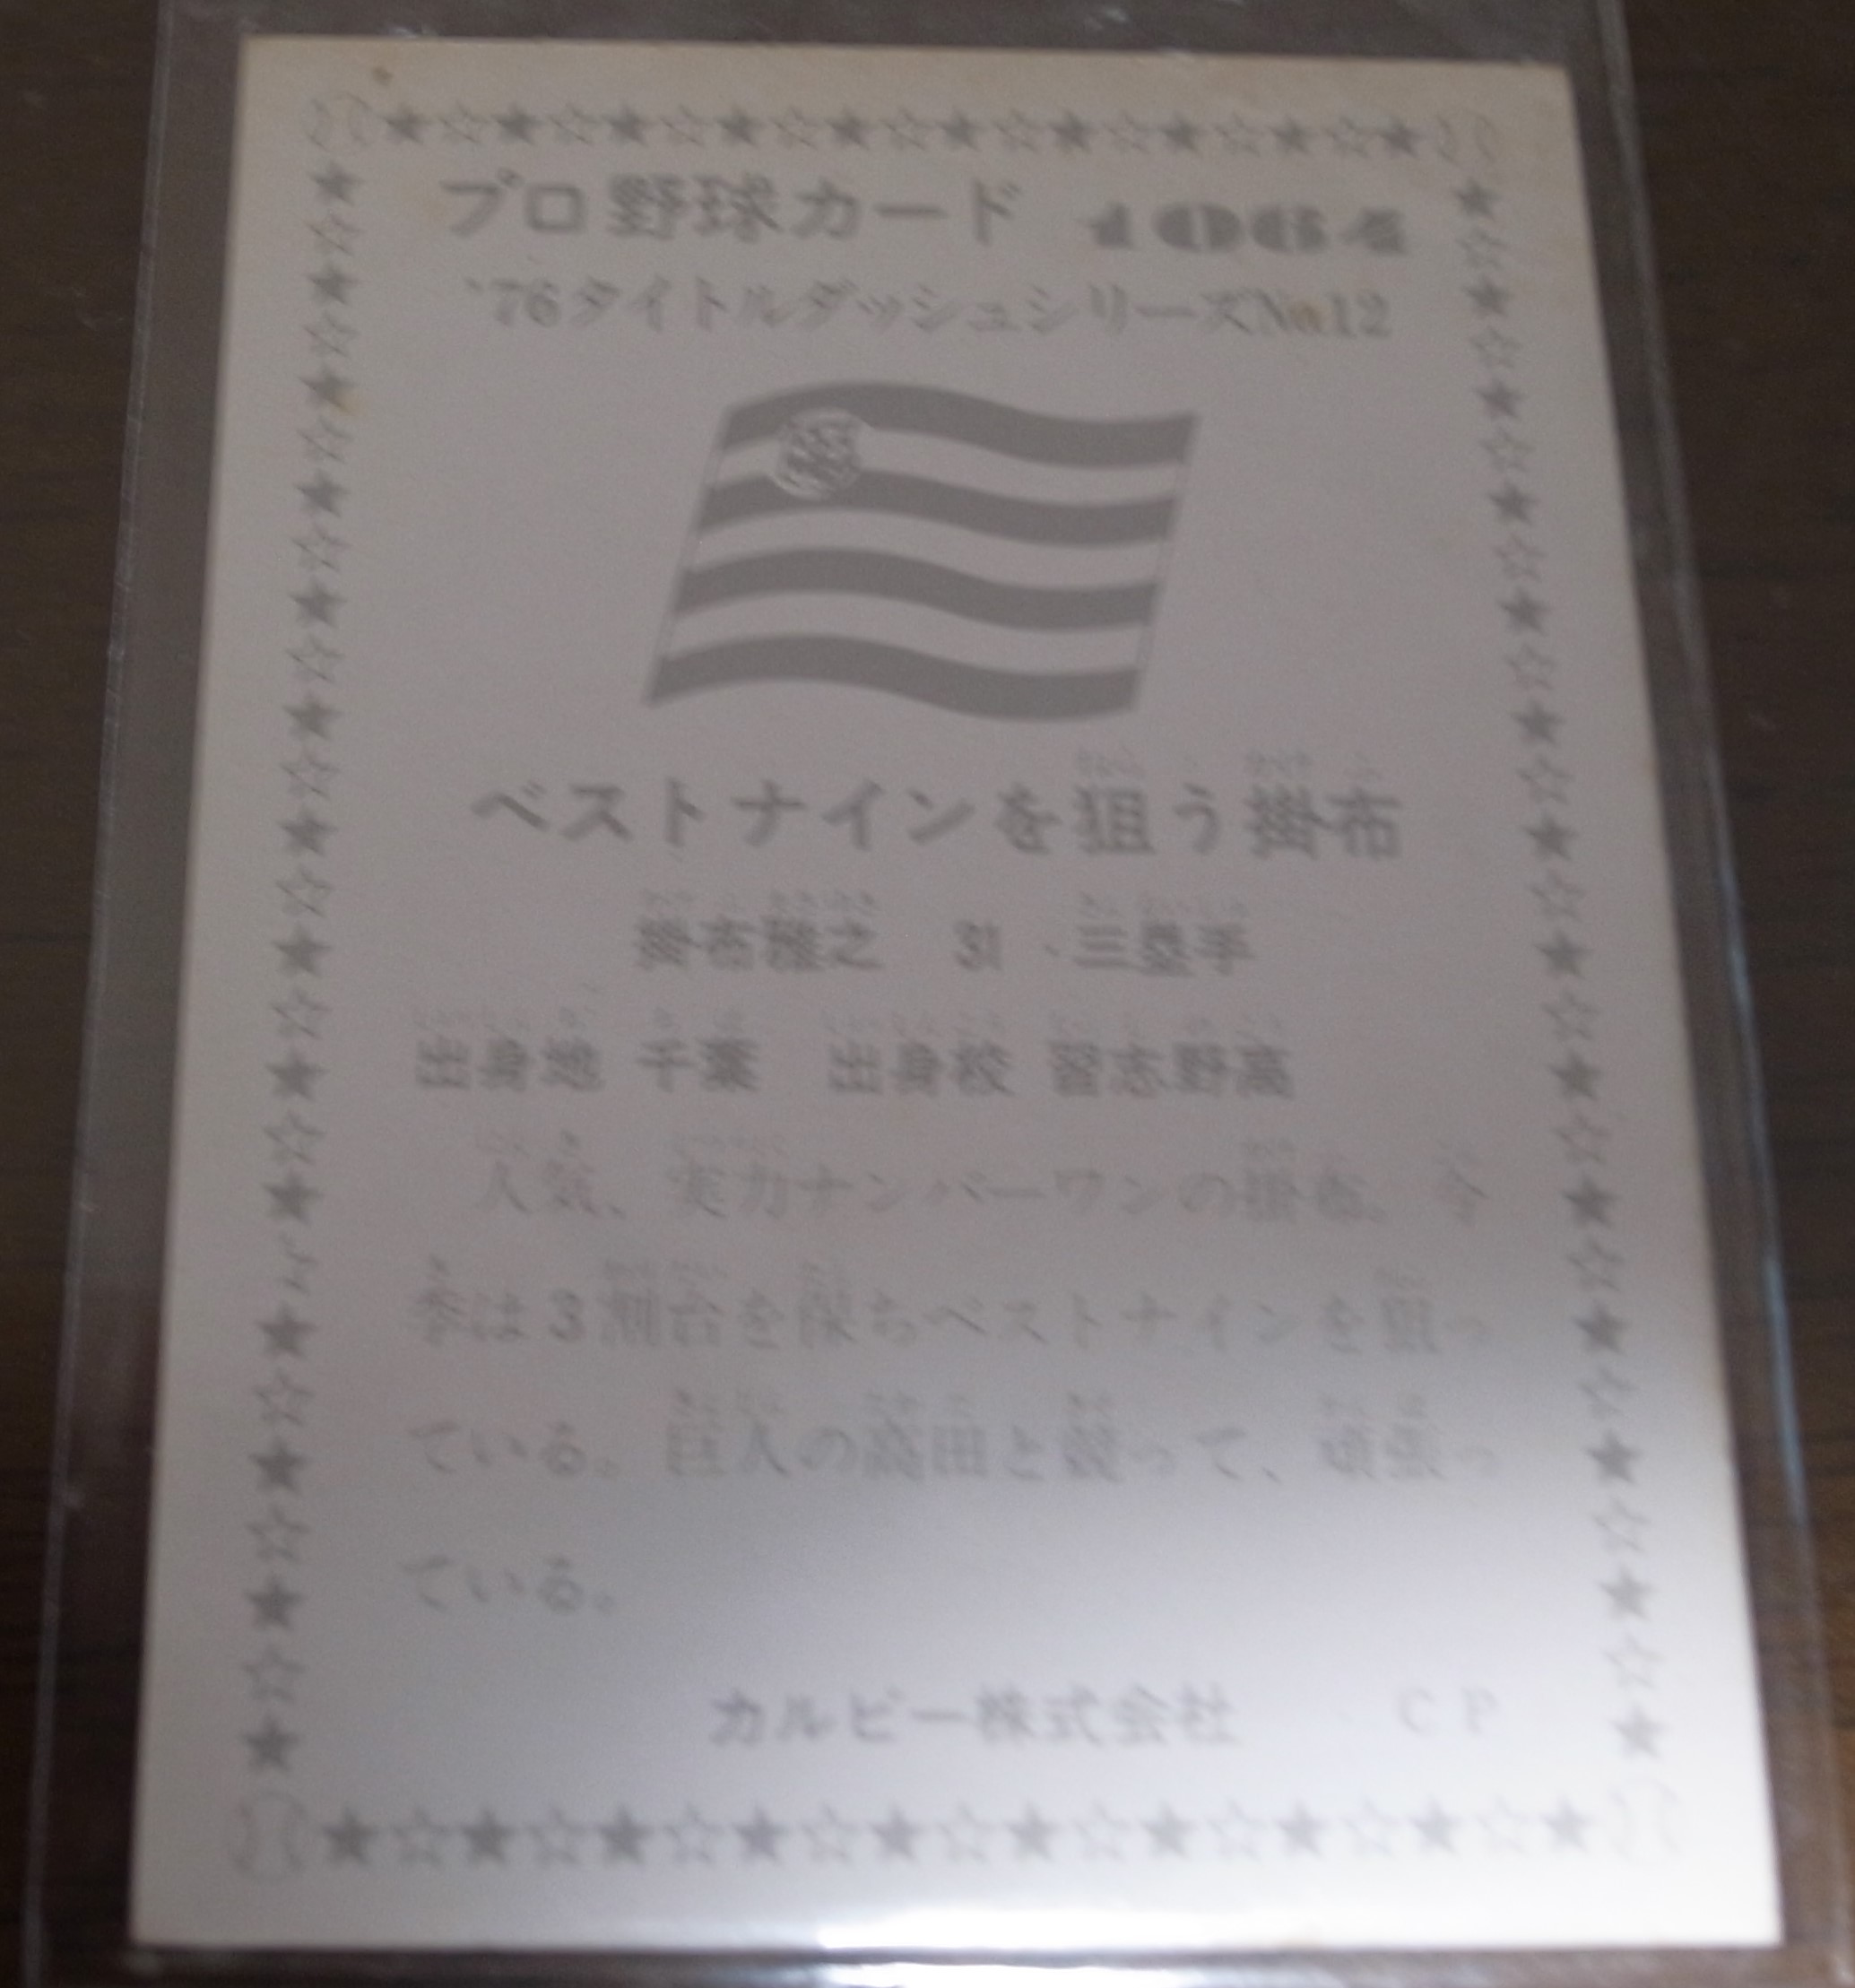 プロ野球カード 1064
'76タイトルダッシュシリーズNo.12
ベストナインを狙う掛布
掛布雅之 31・三塁手
出身地 千葉 出身校 習志野高
人気、実力ナンバーワンの掛布。今
季は3割台を保ちベストナインを狙っ
ている。巨人の高田と競って、頑張っ
ている。
カルビー株式会社 CP